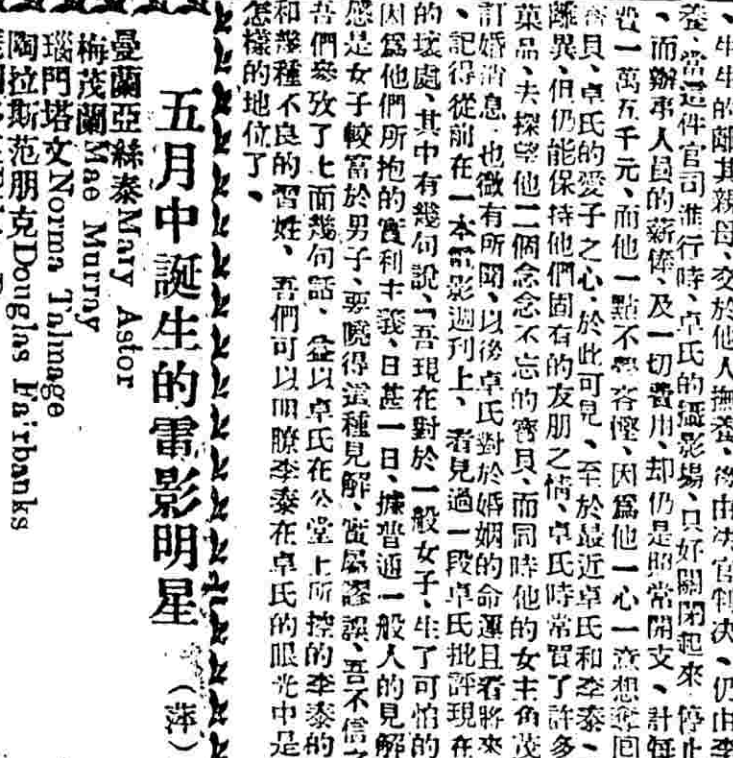 、生生的離其親母、交於他人撫養、後由決官判決、仍由李
養、當這件官司進行時、卓氏的攝影場、只好關閉起來、停止
、而辦事人員的薪俸、及一切費用、却仍是照常開支、計每
費一萬五千元、而他一點不吝慳、因爲他一心一意想奪回
寶貝、卓氏的愛子之心、於此可見、至於最近卓氏和李泰、
離異、但仍能保持他們固有的友朋之情、卓氏時常買了許多
菓品、去探望他二個念念不忘的寶貝、而同時他的女主角茂
訂婚消息、也微有所聞、以後卓氏對於婚姻的命運且看將來
、記得從前在一本電影週刊上、看見過一段卓氏批評現在
的壞處、其中有幾句說、「吾現在對於一般女子、生了可怕的
因爲他們所抱的實利主義、日甚一日、據普通一般人的見解
感是女子較富於男子、要曉得這種見解、實屬謬誤、吾不信
吾們參攷了上面幾句話、益以卓氏在公堂上所控的李泰的
和幾種不良的習姓、吾們可以明瞭李泰在卓氏的眼光中是
怎樣的地位了、
五月中誕生的電影明星 (萍)
曼蘭亞絲泰Mary Astor
梅茂蘭Mae Murray
瑙門塔文Norma Talmage
陶拉斯范朋克Douglas Fairbanks